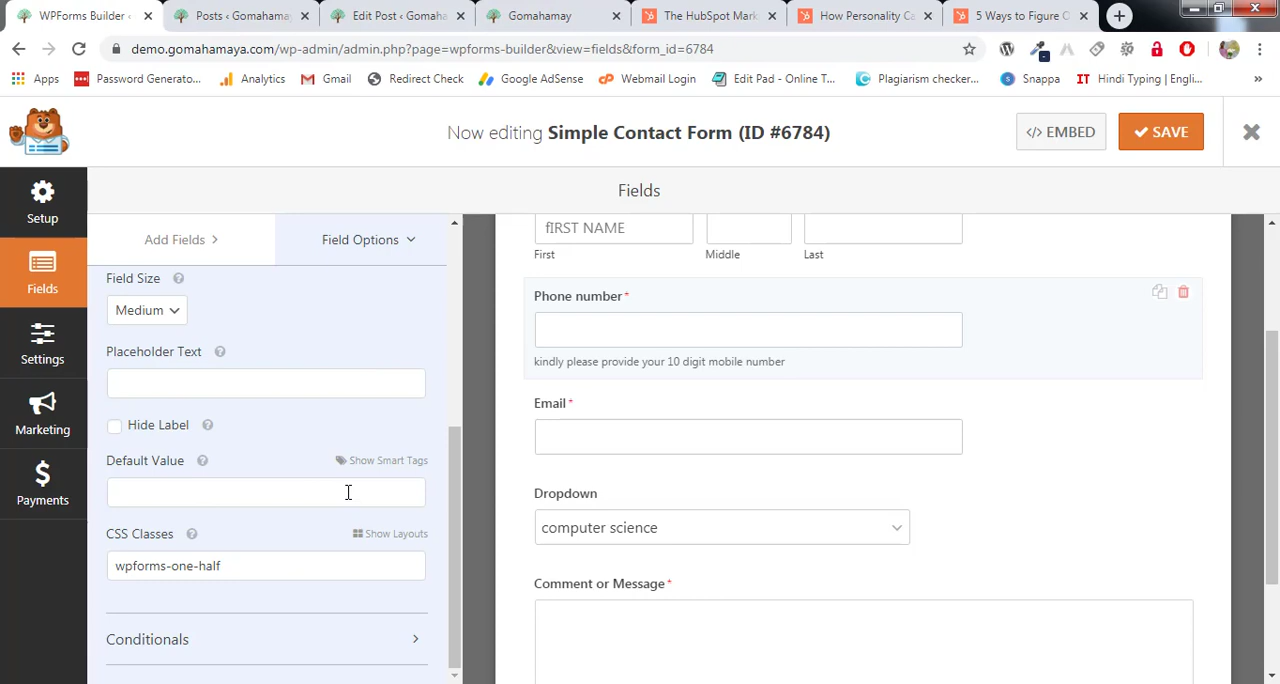 WPForms Builder ‹
Posts ‹ Gomahamay
Edit Post ‹ Gomaha
Gomahamay
The HubSpot Mark
How Personality Ca
5 Ways to Figure O
demo.gomahamaya.com/wp-admin/admin.php?page=wpforms-builder&view=fields&form_id=6784
Apps
Password Generato...
Analytics
Gmail
Redirect Check
Google AdSense
Webmail Login
Edit Pad - Online T...
Plagiarism checker...
Snappa
IT Hindi Typing | Engli...
»
Now editing Simple Contact Form (ID #6784)
</> EMBED
SAVE
Setup
Fields
Settings
Marketing
Payments
Fields
Add Fields
Field Options
Field Size
Medium
Placeholder Text
Hide Label
Default Value
Show Smart Tags
CSS Classes
Show Layouts
wpforms-one-half
Conditionals
fIRST NAME
First
Middle
Last
Phone number *
kindly please provide your 10 digit mobile number
Email *
Dropdown
computer science
Comment or Message *